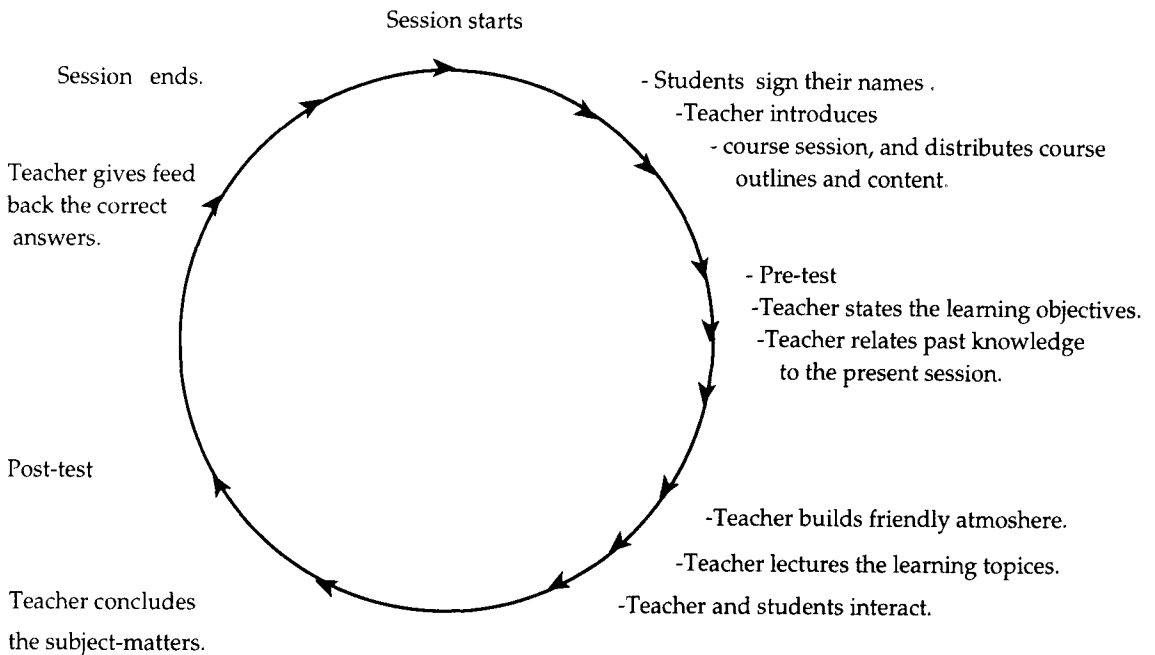 Session starts
- Students sign their names .
-Teacher introduces
- course session, and distributes course
outlines and content.
- Pre-test
-Teacher states the learning objectives.
-Teacher relates past knowledge
to the present session.
-Teacher builds friendly atmoshere.
-Teacher lectures the learning topices.
-Teacher and students interact.
Teacher concludes
the subject-matters.
Post-test
Teacher gives feed
back the correct
answers.
Session ends.